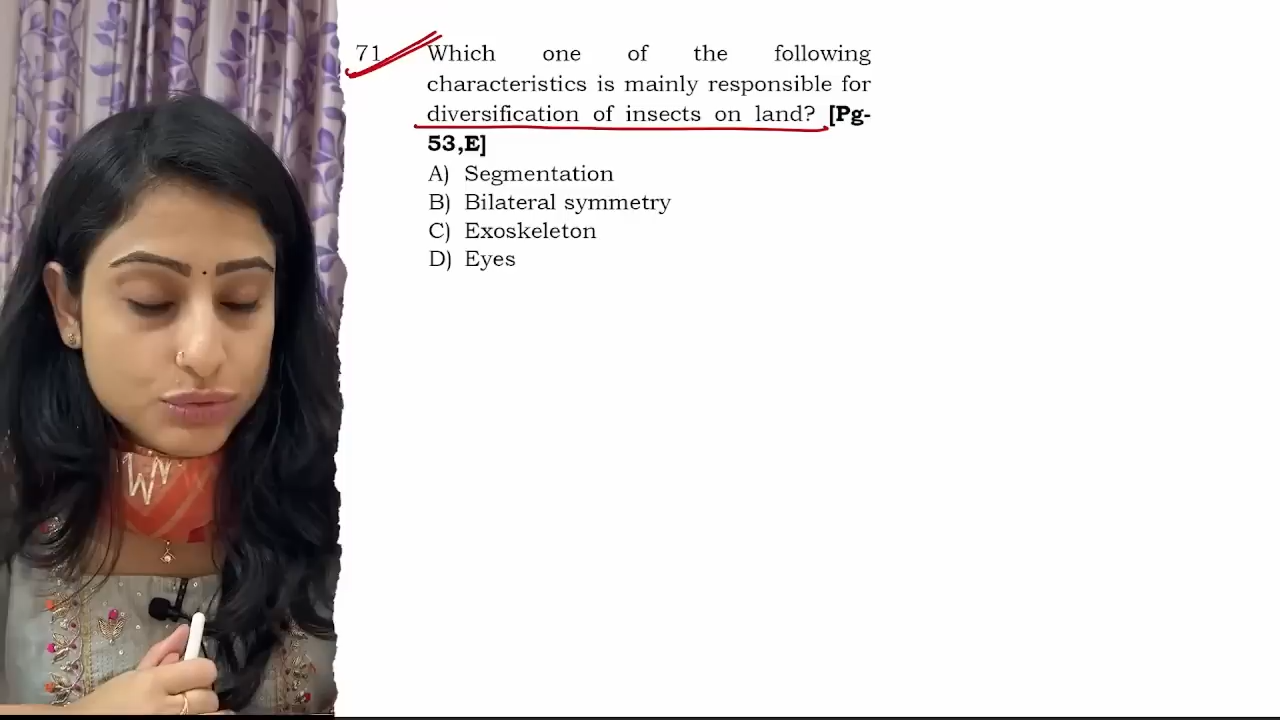 71 Which one of the following
characteristics is mainly responsible for
diversification of insects on land? [Pg-
53,E]
A) Segmentation
B) Bilateral symmetry
C) Exoskeleton
D) Eyes